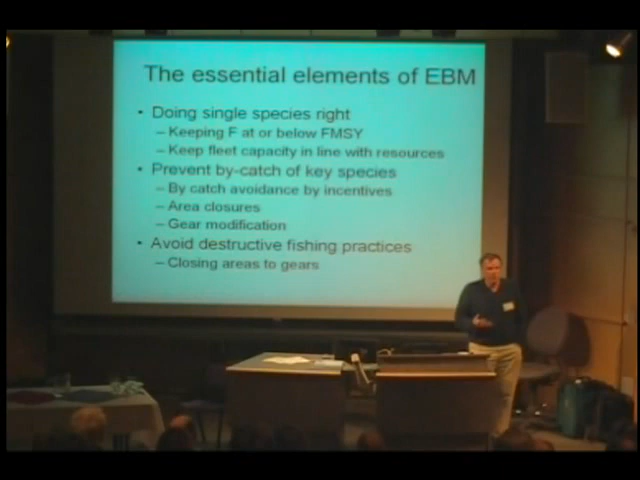 The essential elements of EBM
• Doing single species right
– Keeping F at or below FMSY
– Keep fleet capacity in line with resources
• Prevent by-catch of key species
– By catch avoidance by incentives
– Area closures
– Gear modification
• Avoid destructive fishing practices
– Closing areas to gears